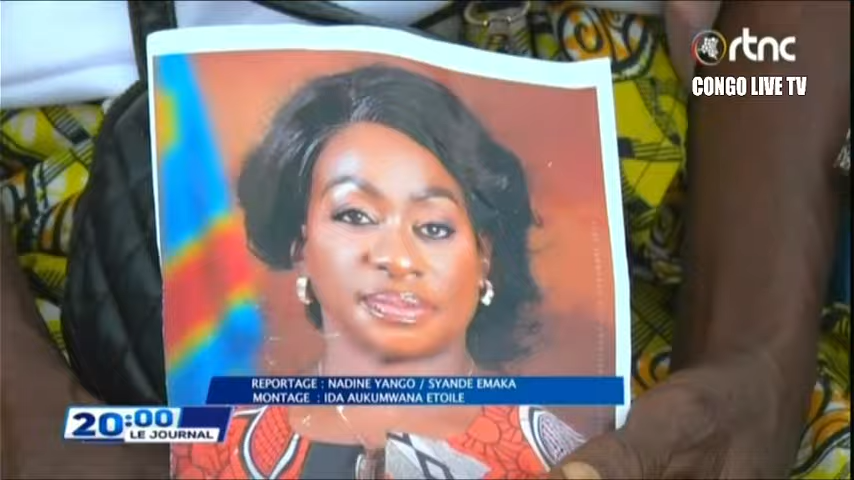 rtnc
CONGO LIVE TV
REPORTAGE : NADINE YANGO / SYANDE EMAKA
MONTAGE : IDA AUKUMWANA ETOILE
20:00
LE JOURNAL